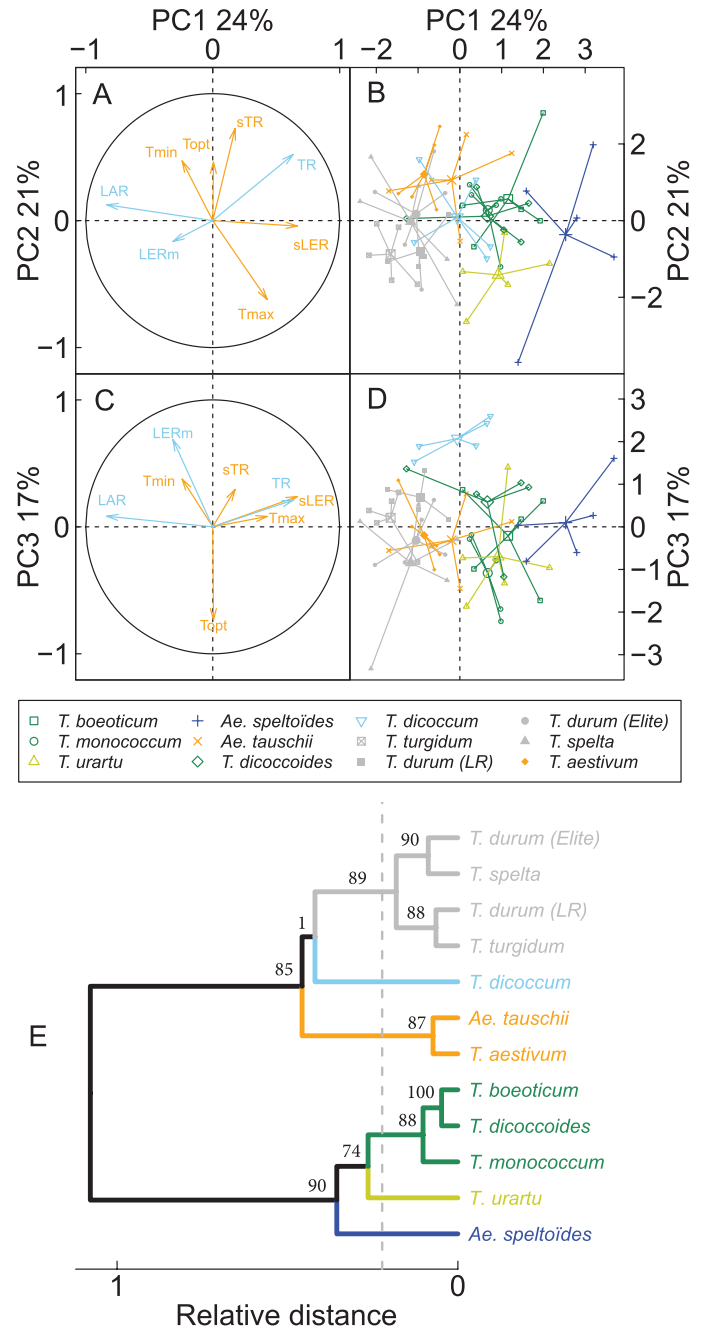 PC1 24%
PC1 24%
−1 0 1
−2 0 1 2 3
A
B
1
0
−1
PC2 21%
sTR
Topt
Tmin
TR
LAR
LERm
sLER
Tmax
2
0
−2
PC2 21%
C
D
1
0
−1
PC3 17%
LERm
Tmin
sTR
TR
LAR
sLER
Tmax
Topt
3
2
1
0
−1
−2
−3
PC3 17%
T. boeoticum Ae. speltoïdes T. dicoccum T. durum (Elite)
T. monococcum Ae. tauschii T. turgidum T. spelta
T. urartu T. dicoccoides T. durum (LR) T. aestivum
E
90
89
88
1
85
87
100
88
74
90
T. durum (Elite)
T. spelta
T. durum (LR)
T. turgidum
T. dicoccum
Ae. tauschii
T. aestivum
T. boeoticum
T. dicoccoides
T. monococcum
T. urartu
Ae. speltoïdes
1 0
Relative distance